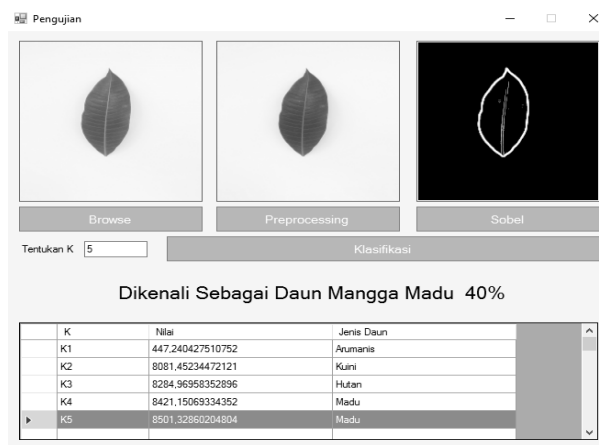 Pengujian
Browse Preprocessing Sobel
Tentukan K 5 Klasifikasi
Dikenali Sebagai Daun Mangga Madu 40%
K Nilai Jenis Daun
K1 447,240427510752 Arumanis
K2 8081,45234472121 Kuini
K3 8284,96958352896 Hutan
K4 8421,15069334352 Madu
K5 8501,32860204804 Madu